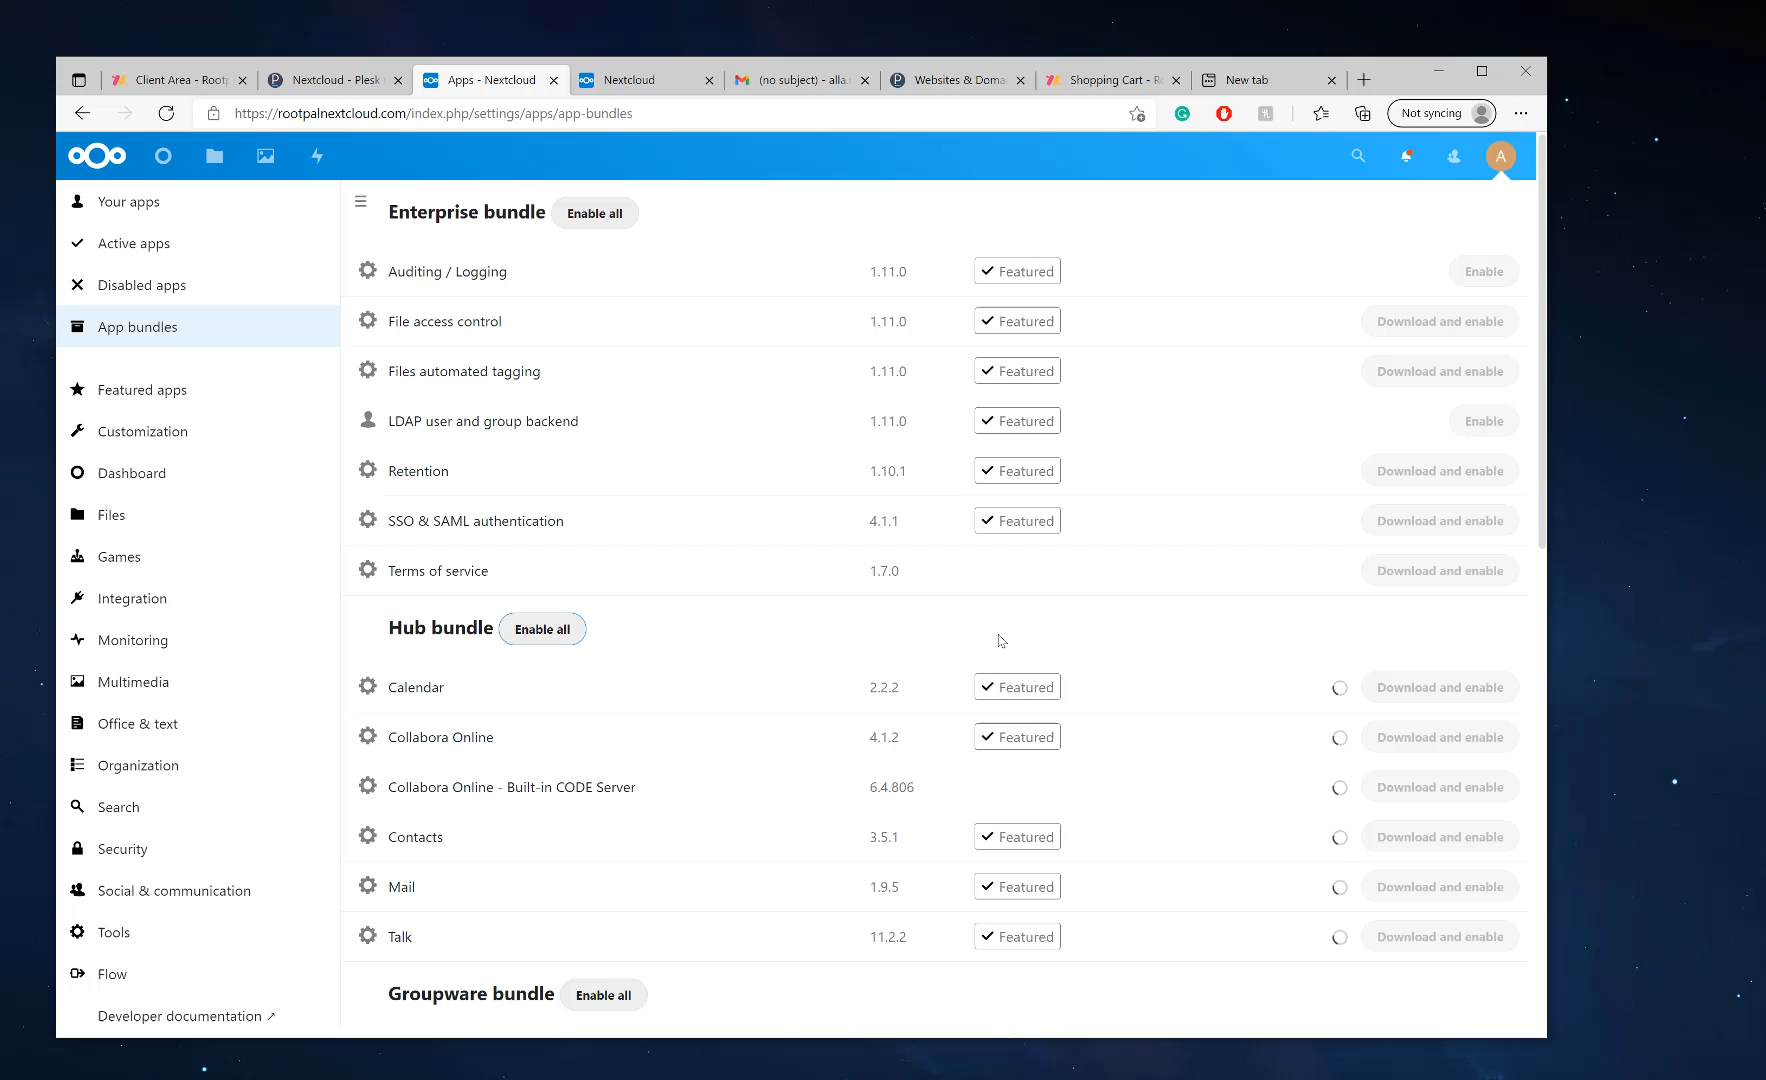 Client Area - Rootp
Nextcloud - Plesk
Apps - Nextcloud
Nextcloud
(no subject) - alla.
Websites & Doma
Shopping Cart - R
New tab
https://rootpalnextcloud.com/index.php/settings/apps/app-bundles
Not syncing
A
Your apps
Active apps
Disabled apps
App bundles
Featured apps
Customization
Dashboard
Files
Games
Integration
Monitoring
Multimedia
Office & text
Organization
Search
Security
Social & communication
Tools
Flow
Developer documentation ↗
Enterprise bundle Enable all
Auditing / Logging 1.11.0 Featured Enable
File access control 1.11.0 Featured Download and enable
Files automated tagging 1.11.0 Featured Download and enable
LDAP user and group backend 1.11.0 Featured Enable
Retention 1.10.1 Featured Download and enable
SSO & SAML authentication 4.1.1 Featured Download and enable
Terms of service 1.7.0 Download and enable
Hub bundle Enable all
Calendar 2.2.2 Featured Download and enable
Collabora Online 4.1.2 Featured Download and enable
Collabora Online - Built-in CODE Server 6.4.806 Download and enable
Contacts 3.5.1 Featured Download and enable
Mail 1.9.5 Featured Download and enable
Talk 11.2.2 Featured Download and enable
Groupware bundle Enable all